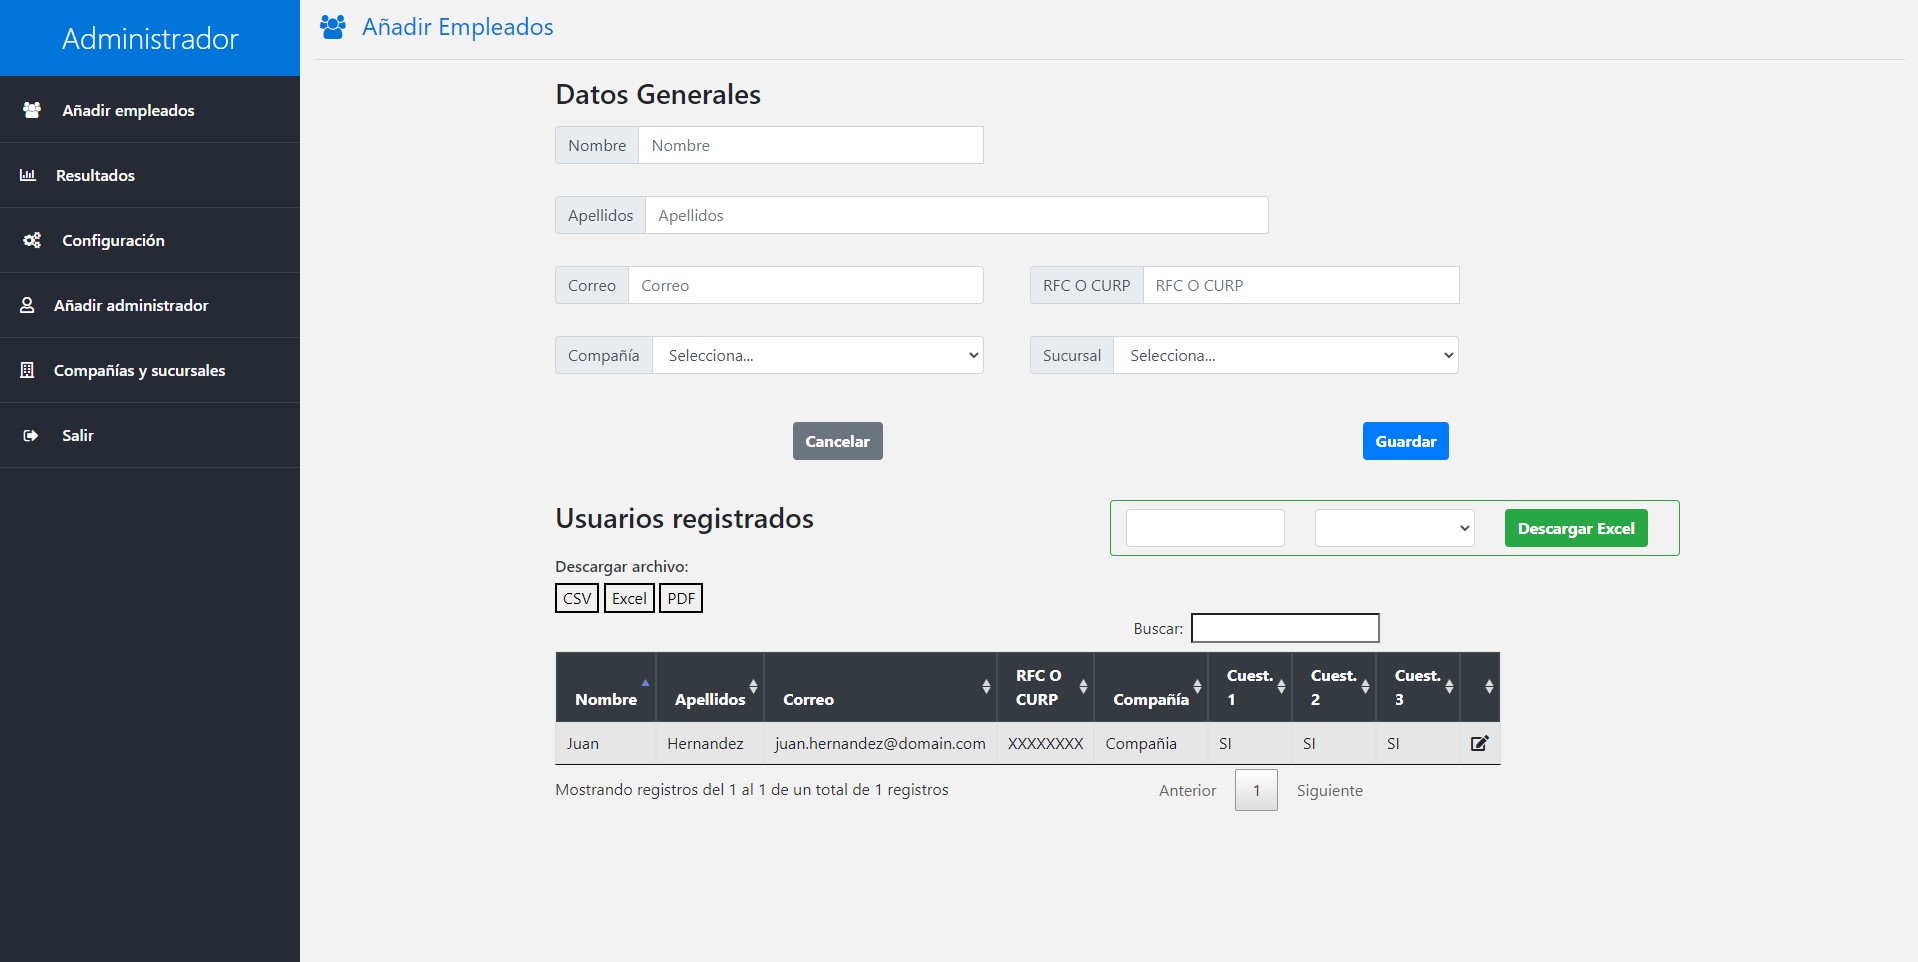 Administrador
Añadir empleados
Resultados
Configuración
Añadir administrador
Compañías y sucursales
Salir
Añadir Empleados
Datos Generales
Nombre Nombre
Apellidos Apellidos
Correo Correo RFC O CURP RFC O CURP
Compañía Selecciona... Sucursal Selecciona...
Cancelar Guardar
Usuarios registrados Descargar Excel
Descargar archivo:
CSV Excel PDF
Buscar:
Nombre Apellidos Correo RFC O CURP Compañía Cuest. 1 Cuest. 2 Cuest. 3
Juan Hernandez juan.hernandez@domain.com XXXXXXXX Compañia SI SI SI
Mostrando registros del 1 al 1 de un total de 1 registros Anterior 1 Siguiente